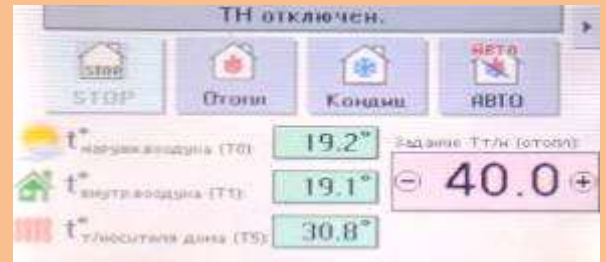 ТН отключен.
STOP
STOP Отопл Кондиц АВТО
АВТО
t° наружн.воздуха (T0): 19.2°
Задание Тт/н (отопл):
t° внутр.воздуха (T1): 19.1°
40.0
t° т/носителя дома (T5): 30.8°